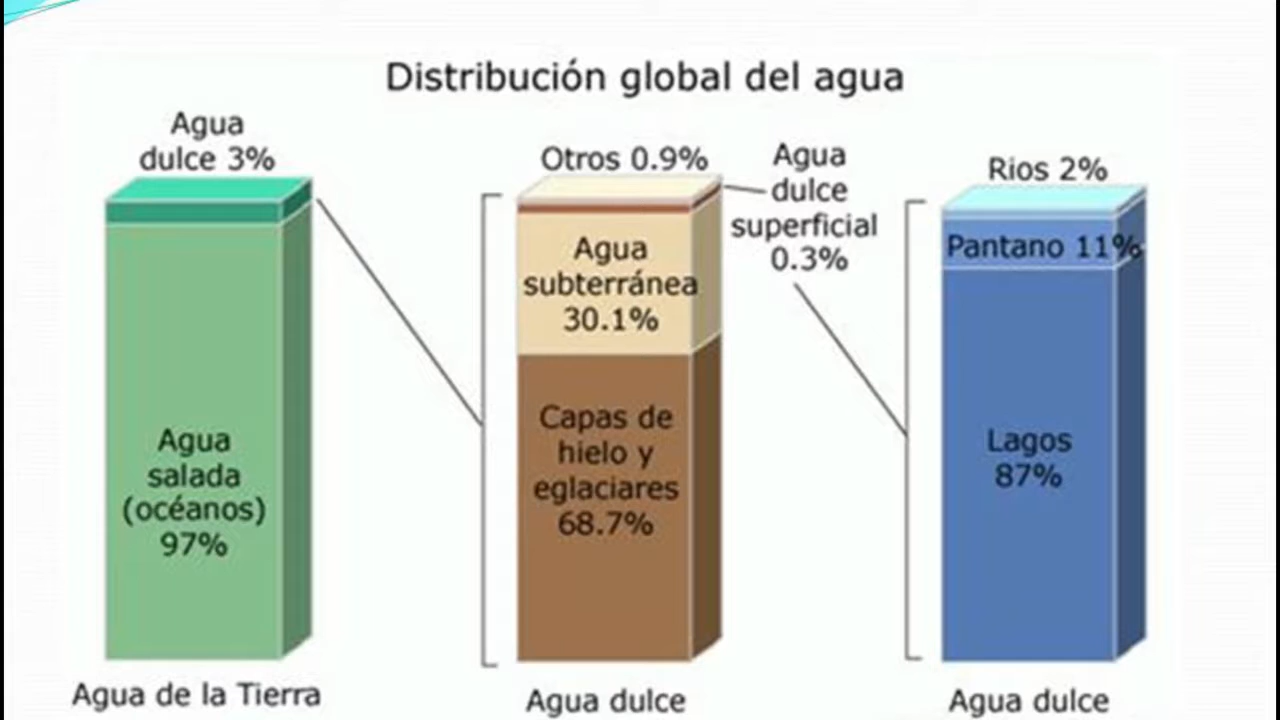 Distribución global del agua
Agua
dulce 3%
Agua
salada
(océanos)
97%
Agua de la Tierra
Otros 0.9%
Agua
dulce
superficial
0.3%
Agua
subterránea
30.1%
Capas de
hielo y
eglaciares
68.7%
Agua dulce
Rios 2%
Pantano 11%
Lagos
87%
Agua dulce